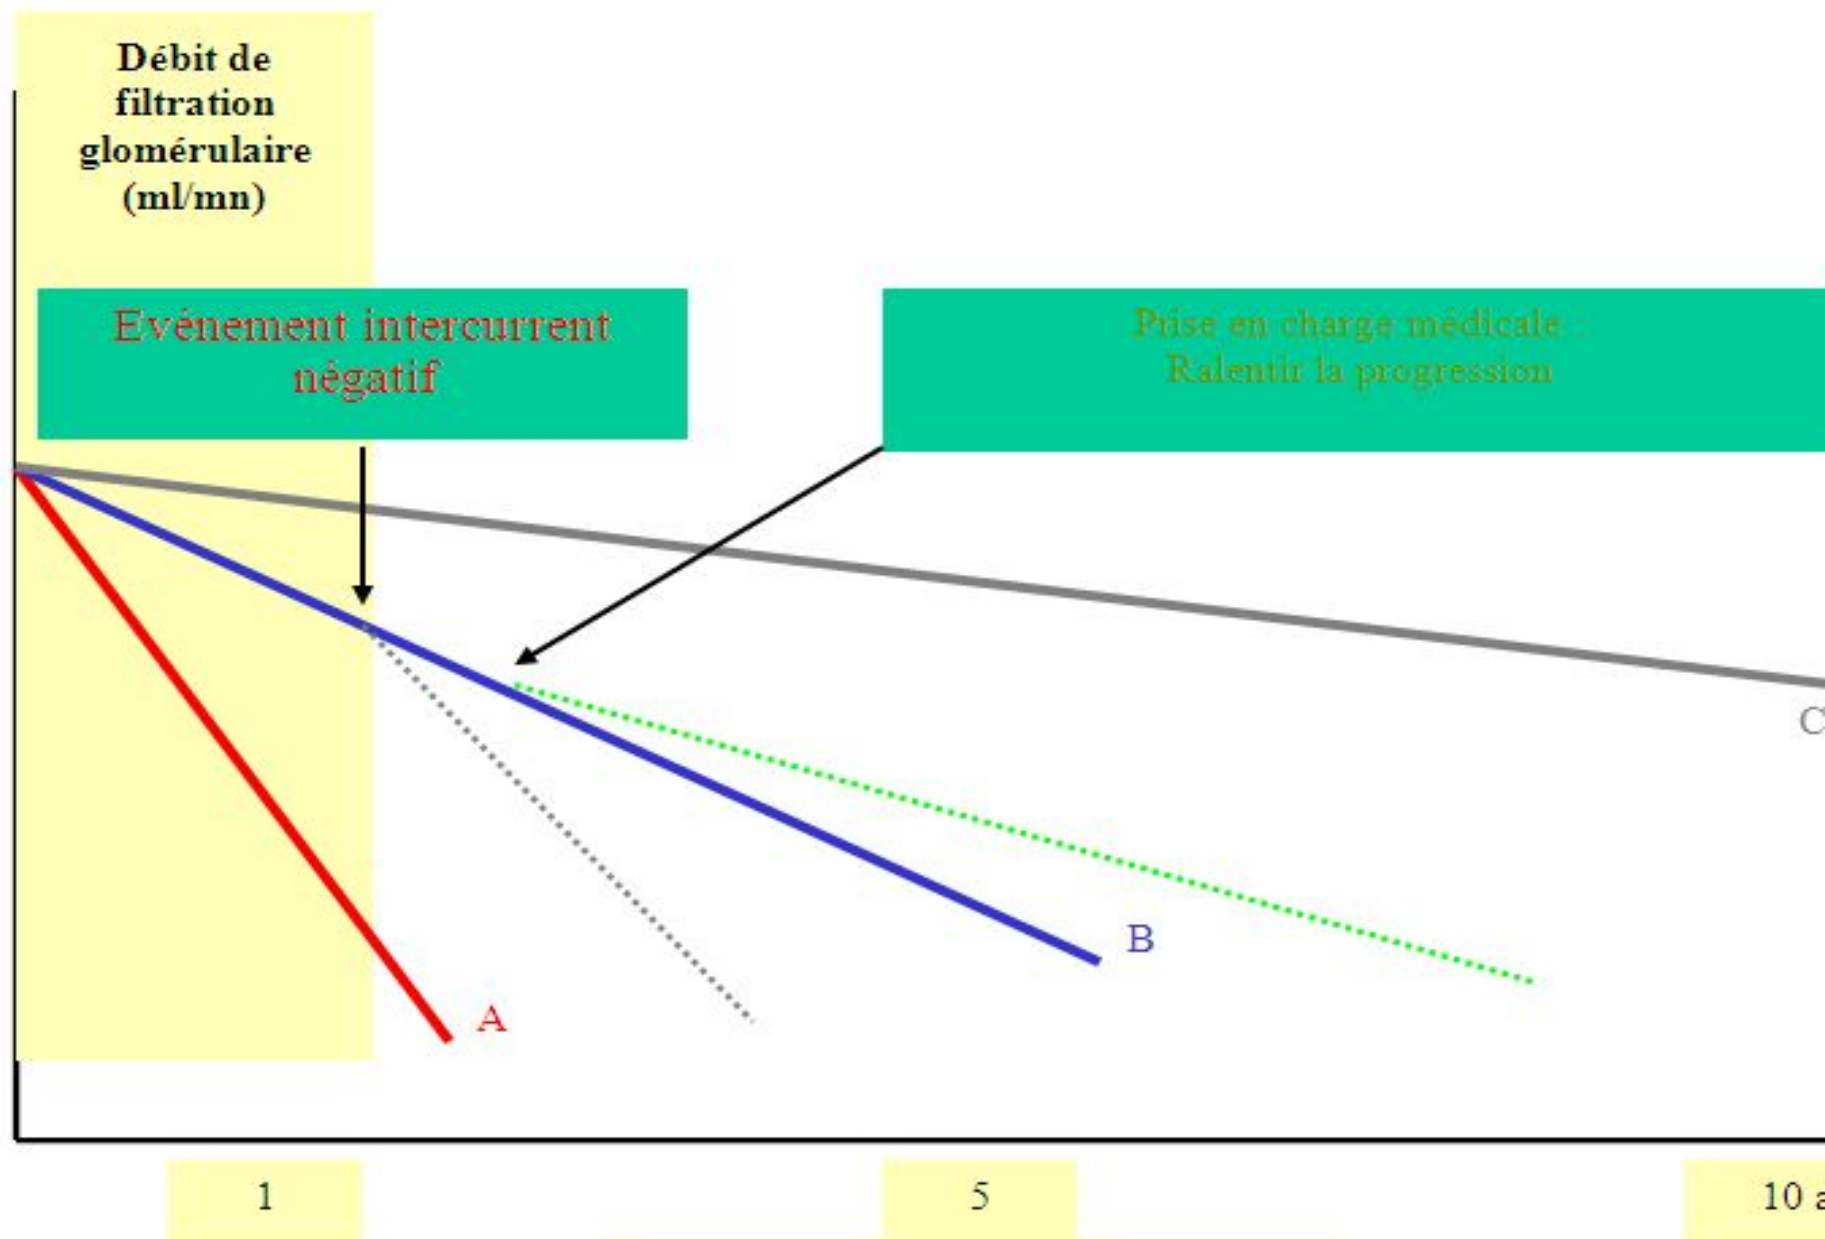 Débit de
filtration
glomérulaire
(ml/mn)
Evénement intercurrent
négatif
Prise en charge médicale :
Ralentir la progression
C
B
A
1
5
10 a